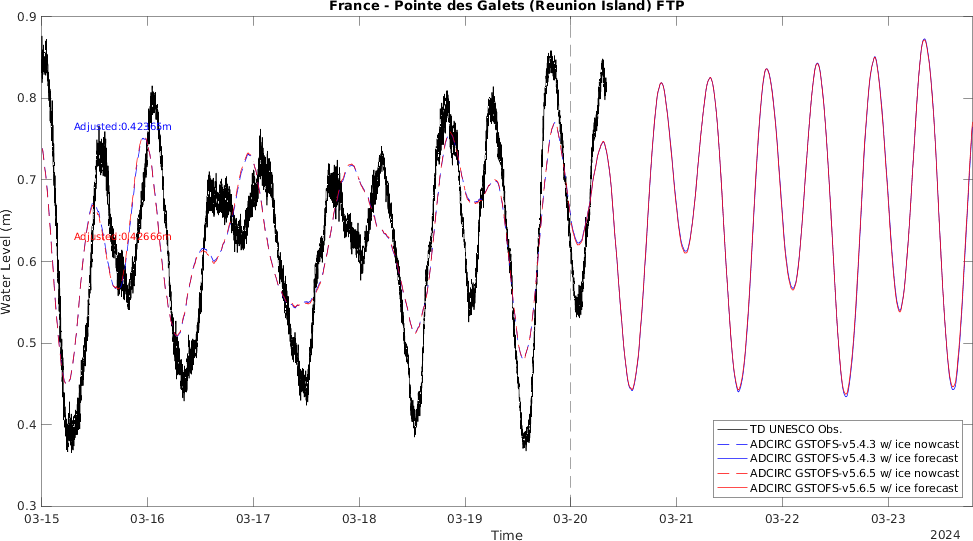 France - Pointe des Galets (Reunion Island) FTP
0.9
0.8
0.7
0.6
0.5
0.4
0.3
Water Level (m)
Adjusted:0.42365m
Adjusted:0.42666m
TD UNESCO Obs.
ADCIRC GSTOFS-v5.4.3 w/ ice nowcast
ADCIRC GSTOFS-v5.4.3 w/ ice forecast
ADCIRC GSTOFS-v5.6.5 w/ ice nowcast
ADCIRC GSTOFS-v5.6.5 w/ ice forecast
03-15 03-16 03-17 03-18 03-19 03-20 03-21 03-22 03-23
Time
2024